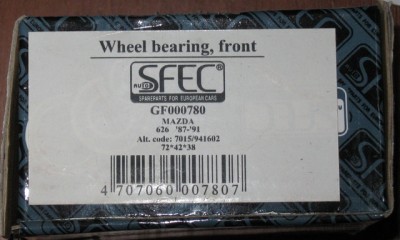 Wheel bearing, front
SFEC®
SPAREPARTS FOR EUROPEAN CARS
GF000780
MAZDA
626 '87-'91
Alt. code: 7015/941602
72*42*38
4 707060 007807